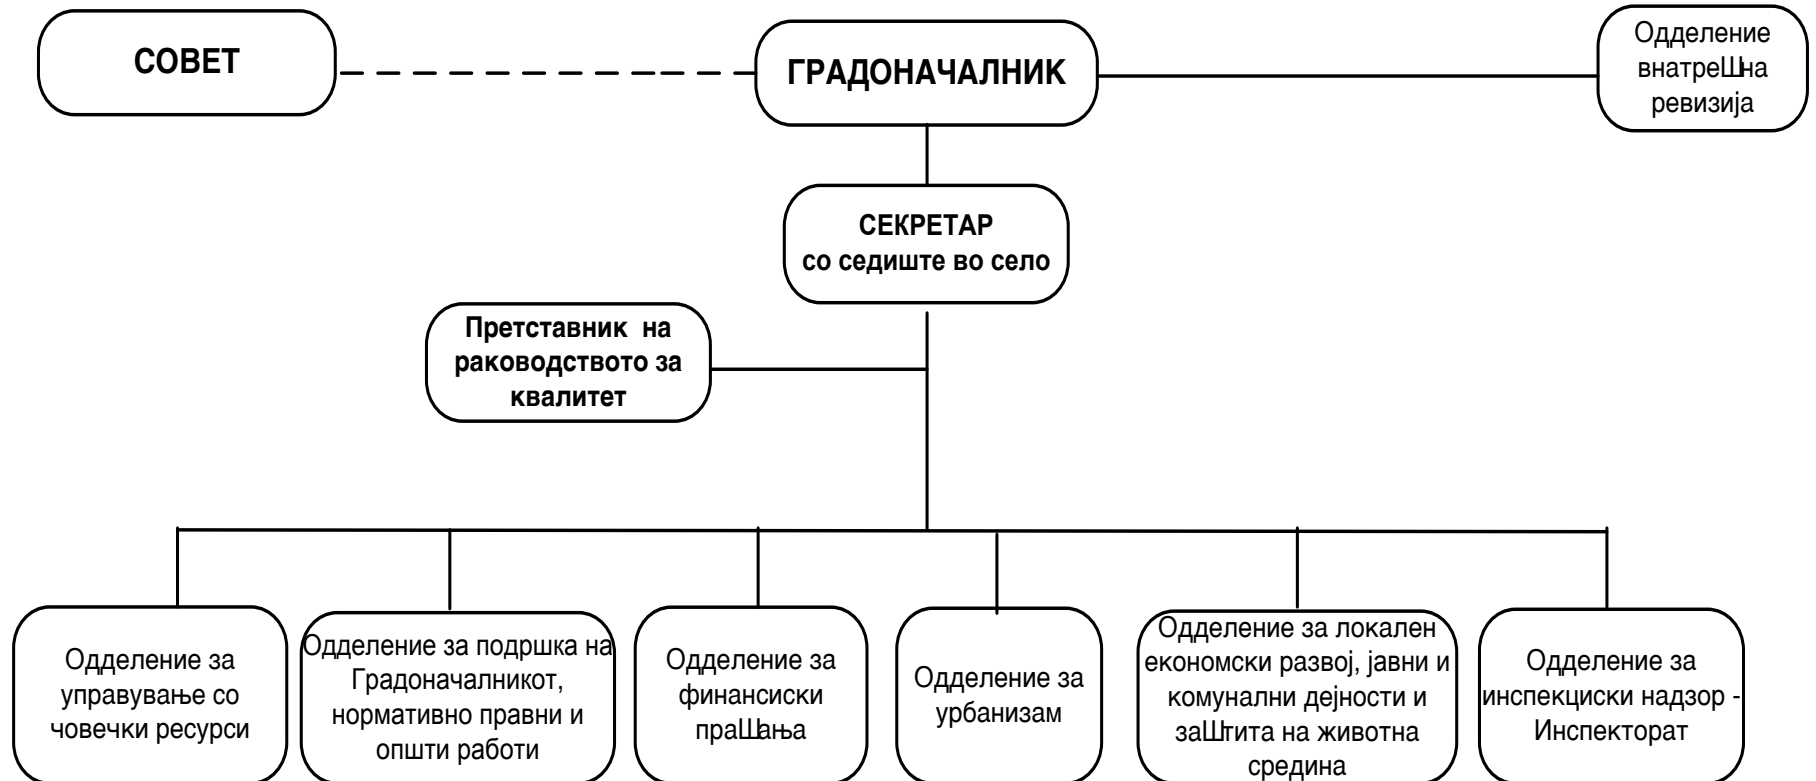 СОВЕТ
ГРАДОНАЧАЛНИК
Одделение
внатреШна
ревизија
СЕКРЕТАР
со седиште во село
Претставник на
раководството за
квалитет
Одделение за
управување со
човечки ресурси
Одделение за подршка на
Градоначалникот,
нормативно правни и
општи работи
Одделение за
финансиски
праШања
Одделение за
урбанизам
Одделение за локален
економски развој, јавни и
комунални дејности и
заШтита на животна
средина
Одделение за
инспекциски надзор -
Инспекторат